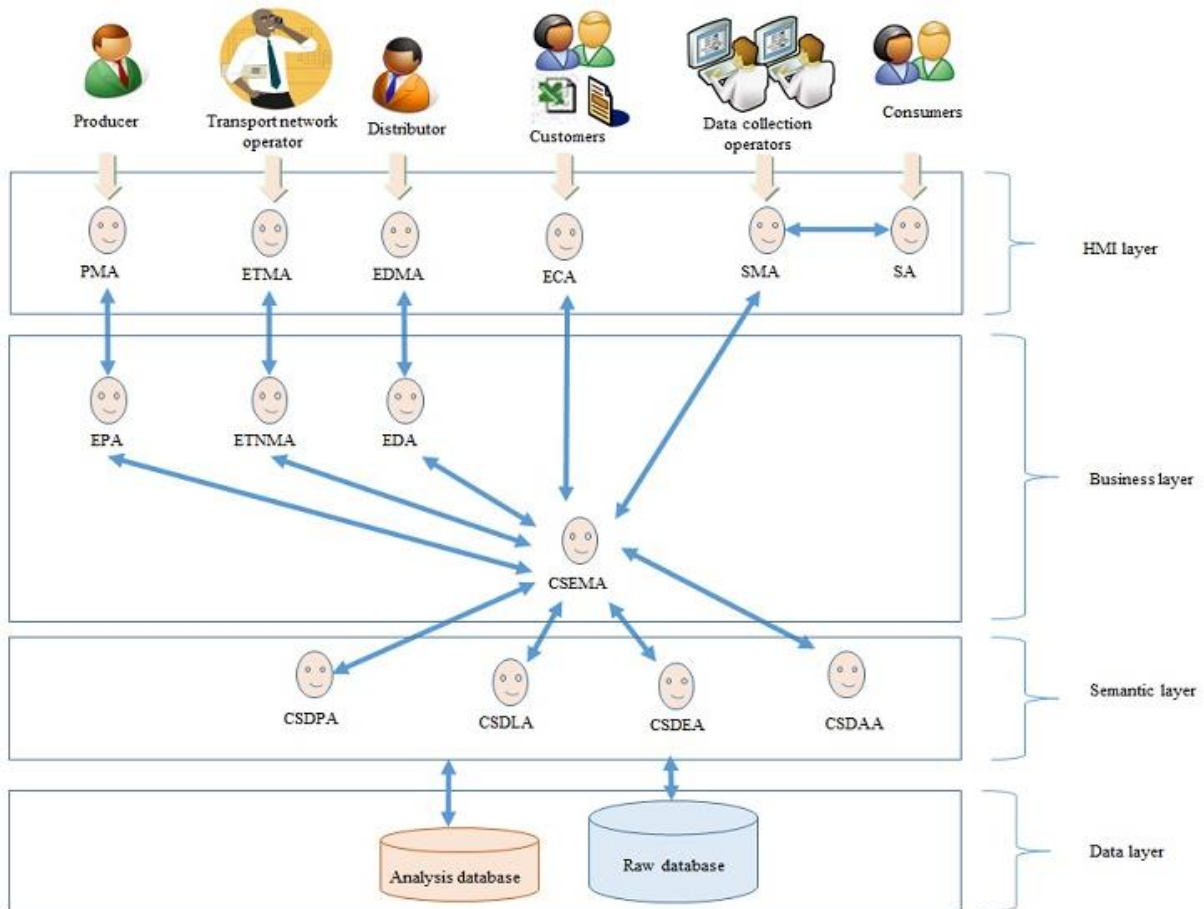 Producer
Transport network
operator
Distributor
Customers
Data collection
operators
Consumers
PMA
ETMA
EDMA
ECA
SMA
SA
HMI layer
EPA
ETNMA
EDA
CSEMA
Business layer
CSDPA
CSDLA
CSDEA
CSDAA
Semantic layer
Analysis database
Raw database
Data layer